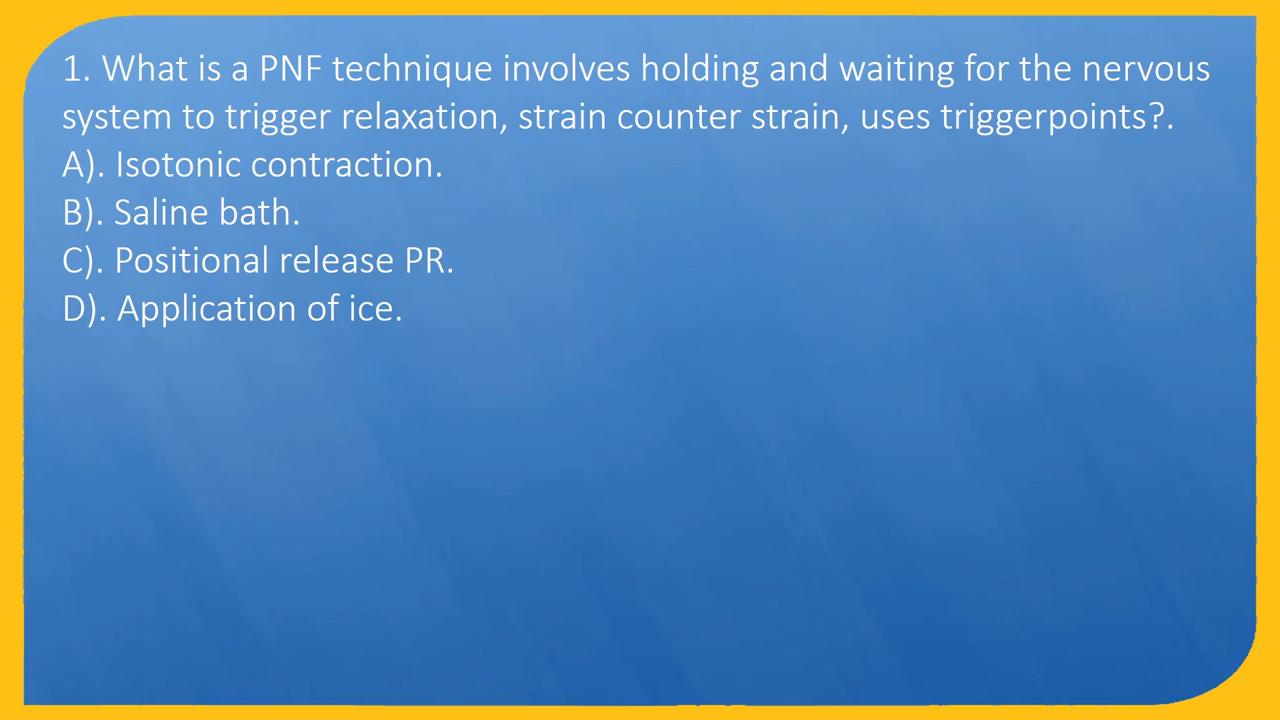 1. What is a PNF technique involves holding and waiting for the nervous
system to trigger relaxation, strain counter strain, uses triggerpoints?.
A). Isotonic contraction.
B). Saline bath.
C). Positional release PR.
D). Application of ice.